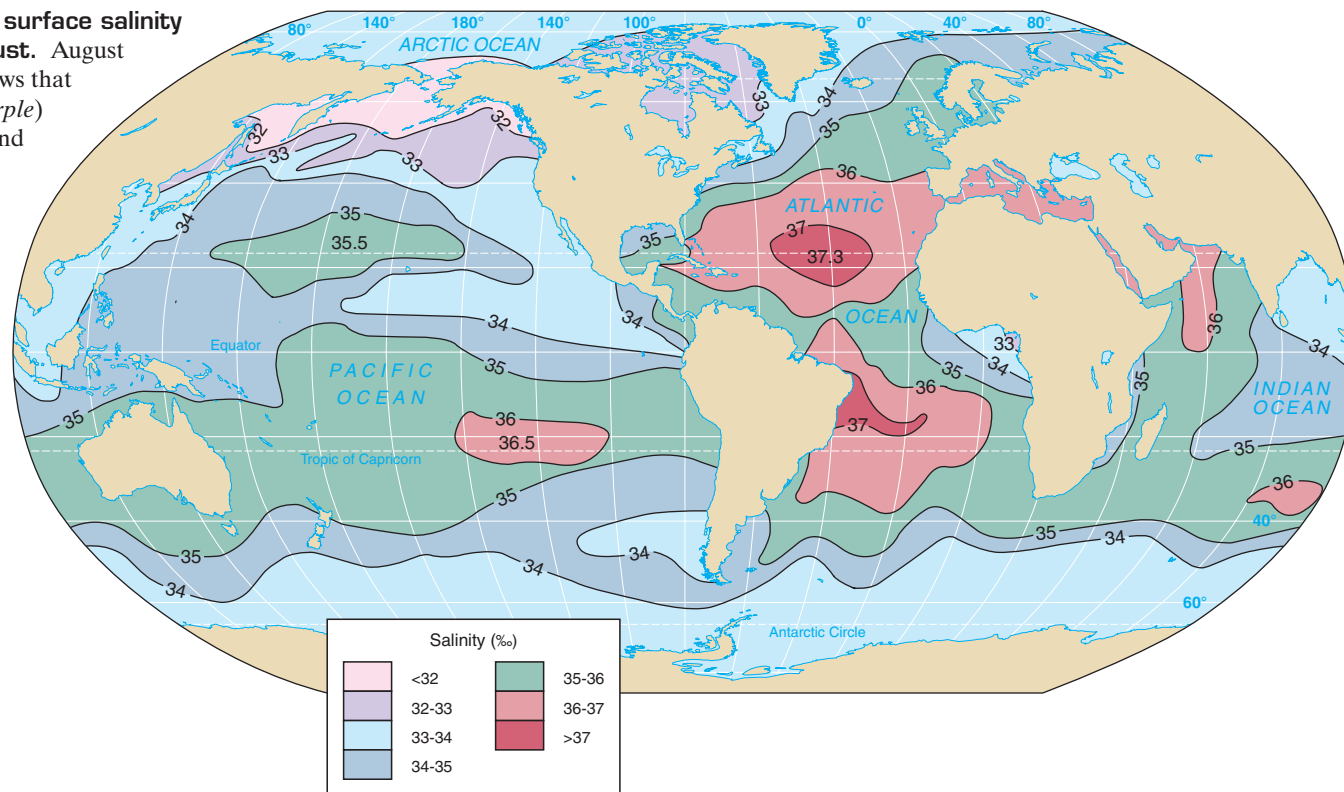 surface salinity
ust. August
ws that
rple)
nd
80° 140° 180° 140° 100° 0° 40° 80°
ARCTIC OCEAN
32
33
32
33
33
34
35
36
34
35
35.5
35
ATLANTIC
37
37.3
OCEAN
36
34
34
33
34
35
34
Equator
PACIFIC
OCEAN
35
35
36
35
INDIAN
OCEAN
36
36.5
37
35
Tropic of Capricorn
35
36
40°
35
34
35
34
34
34
60°
Antarctic Circle
Salinity (‰)
<32
32-33
33-34
34-35
35-36
36-37
>37